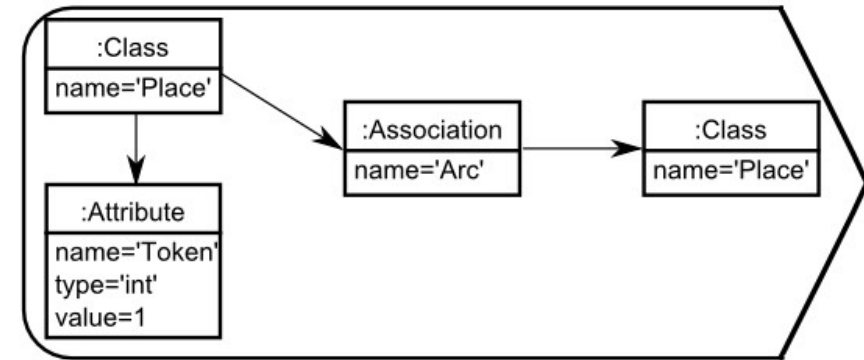 :Class
name='Place'
:Association
name='Arc'
:Class
name='Place'
:Attribute
name='Token'
type='int'
value=1